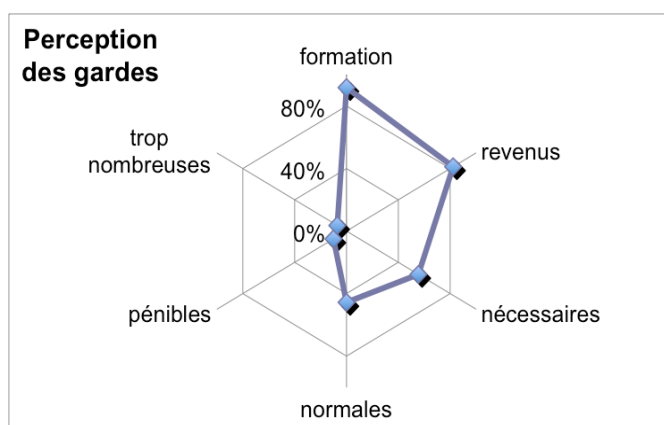 Perception
des gardes
formation
80%
trop
nombreuses
revenus
40%
0%
pénibles
nécessaires
normales